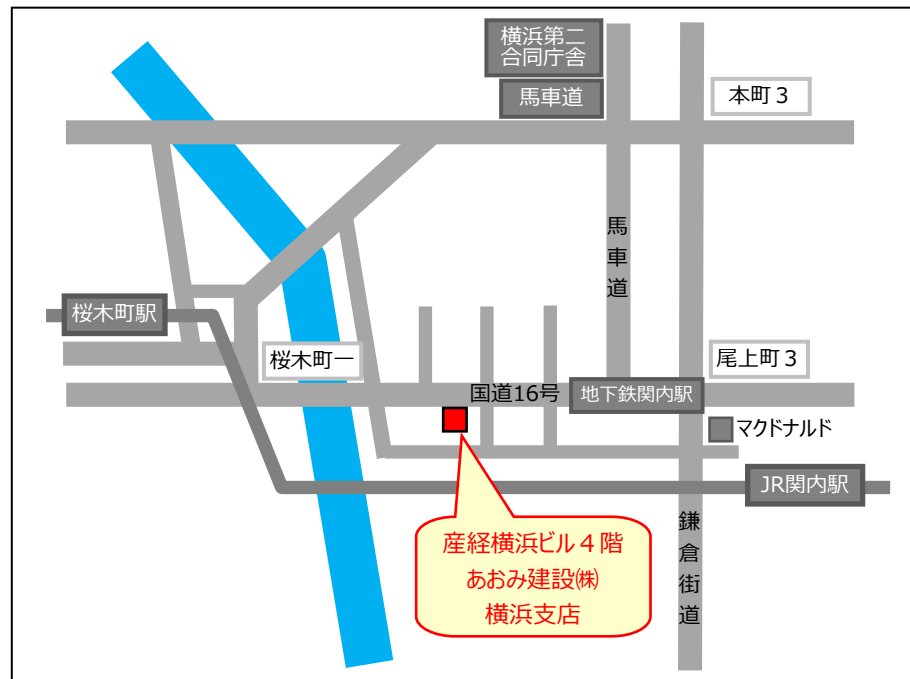 横浜第二
合同庁舎
馬車道
本町３
馬車道
桜木町駅
桜木町一
尾上町３
国道16号
地下鉄関内駅
マクドナルド
JR関内駅
産経横浜ビル４階
あおみ建設㈱
横浜支店
鎌倉街道